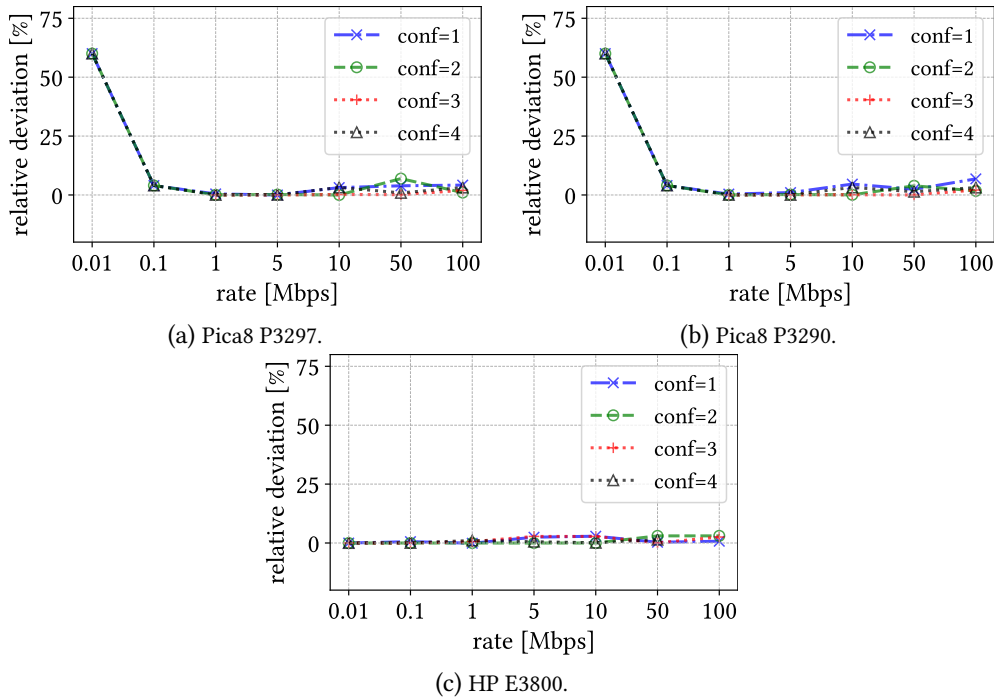 75
50
25
0
relative deviation [%]
conf=1
conf=2
conf=3
conf=4
0.01 0.1 1 5 10 50 100
rate [Mbps]
(a) Pica8 P3297.
75
50
25
0
relative deviation [%]
conf=1
conf=2
conf=3
conf=4
0.01 0.1 1 5 10 50 100
rate [Mbps]
(b) Pica8 P3290.
75
50
25
0
relative deviation [%]
conf=1
conf=2
conf=3
conf=4
0.01 0.1 1 5 10 50 100
rate [Mbps]
(c) HP E3800.